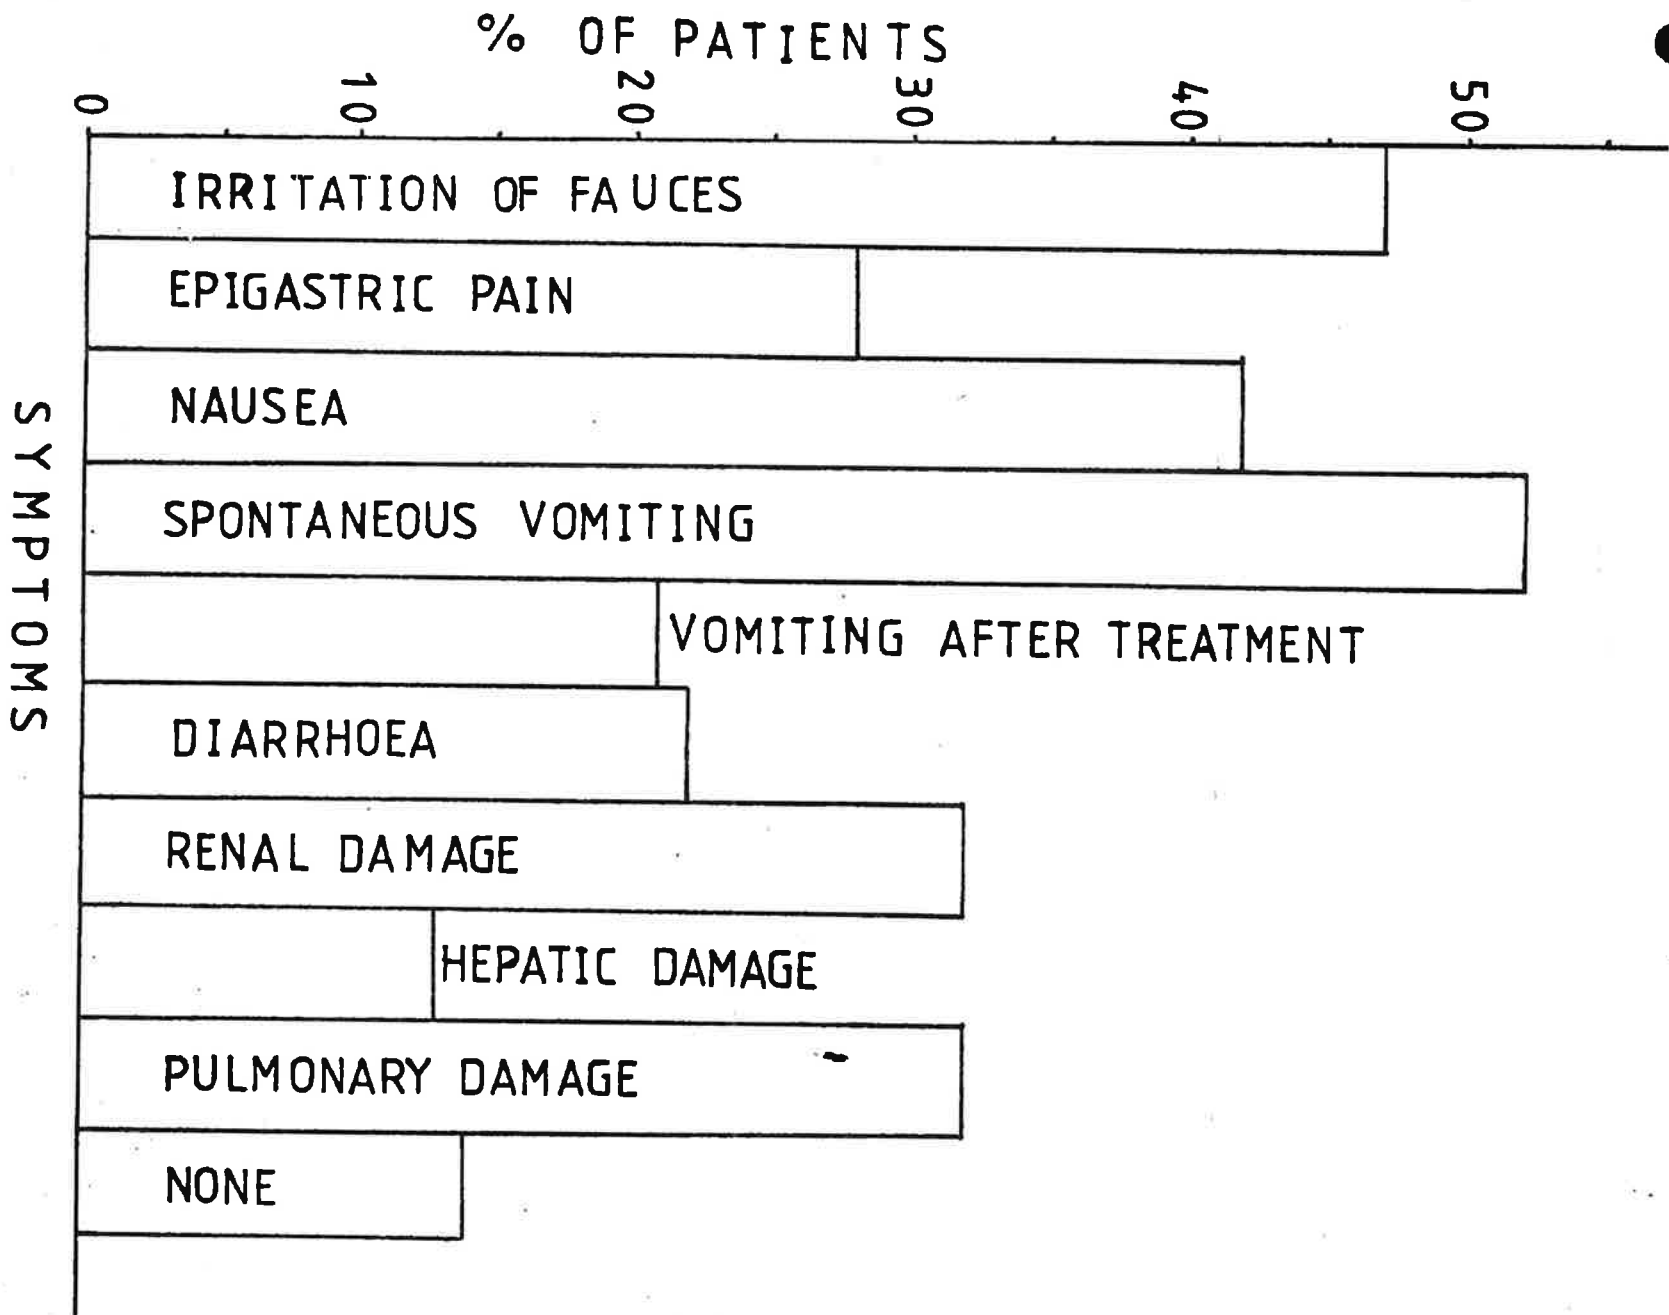 % OF PATIENTS
0 10 20 30 40 50
IRRITATION OF FAUCES
EPIGASTRIC PAIN
NAUSEA
SPONTANEOUS VOMITING
VOMITING AFTER TREATMENT
DIARRHOEA
RENAL DAMAGE
HEPATIC DAMAGE
PULMONARY DAMAGE
NONE
SYMPTOMS